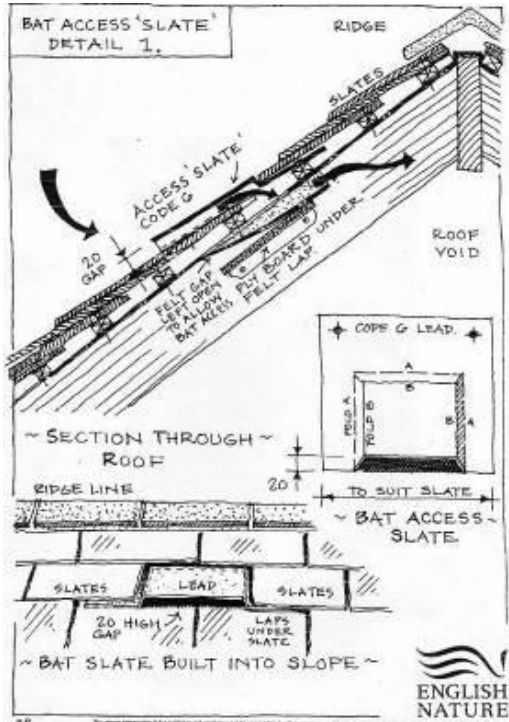 BAT ACCESS 'SLATE'
DETAIL 1.
RIDGE
SLATES
ACCESS 'SLATE'
CODE 6
20
GAP
FELT GAP
LEFT OPEN
TO ALLOW
BAT ACCESS
PLY BOARD UNDER
FELT LAP.
ROOF
VOID
~ SECTION THROUGH ~
ROOF
CODE 6 LEAD.
A
B
FOLD A
FOLD B
B
A
20
TO SUIT SLATE
~ BAT ACCESS ~
SLATE
RIDGE LINE
SLATES
LEAD
SLATES
20 HIGH
GAP
LAPS
UNDER
SLATE
~ BAT SLATE BUILT INTO SLOPE ~
ENGLISH
NATURE